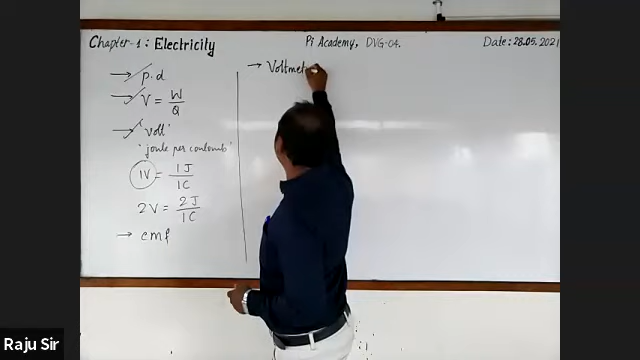 Chapter-1 : Electricity
Pi Academy, DVG-04.
Date: 28.05.2021
→ p.d
→ V = W/Q
→ 'Volt'
'joule per coulomb'
1V = 1J/1C
2V = 2J/1C
→ emf
→ Voltmet
Raju Sir